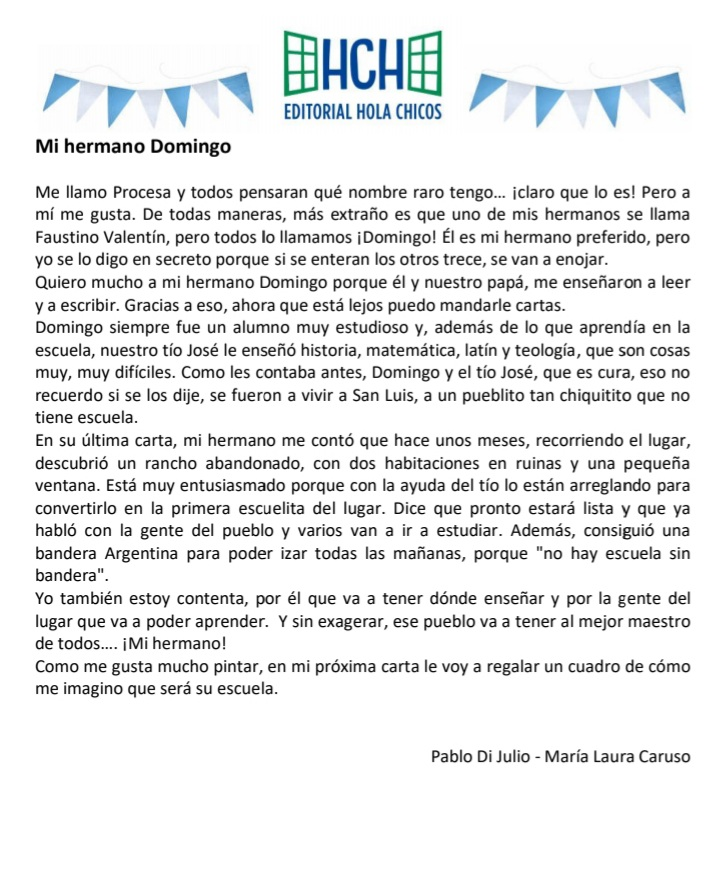 HCH
EDITORIAL HOLA CHICOS
Mi hermano Domingo
Me llamo Procesa y todos pensaran qué nombre raro tengo... ¡claro que lo es! Pero a
mí me gusta. De todas maneras, más extraño es que uno de mis hermanos se llama
Faustino Valentín, pero todos lo llamamos ¡Domingo! Él es mi hermano preferido, pero
yo se lo digo en secreto porque si se enteran los otros trece, se van a enojar.
Quiero mucho a mi hermano Domingo porque él y nuestro papá, me enseñaron a leer
y a escribir. Gracias a eso, ahora que está lejos puedo mandarle cartas.
Domingo siempre fue un alumno muy estudioso y, además de lo que aprendía en la
escuela, nuestro tío José le enseñó historia, matemática, latín y teología, que son cosas
muy, muy difíciles. Como les contaba antes, Domingo y el tío José, que es cura, eso no
recuerdo si se los dije, se fueron a vivir a San Luis, a un pueblito tan chiquitito que no
tiene escuela.
En su última carta, mi hermano me contó que hace unos meses, recorriendo el lugar,
descubrió un rancho abandonado, con dos habitaciones en ruinas y una pequeña
ventana. Está muy entusiasmado porque con la ayuda del tío lo están arreglando para
convertirlo en la primera escuelita del lugar. Dice que pronto estará lista y que ya
habló con la gente del pueblo y varios van a ir a estudiar. Además, consiguió una
bandera Argentina para poder izar todas las mañanas, porque "no hay escuela sin
bandera".
Yo también estoy contenta, por él que va a tener dónde enseñar y por la gente del
lugar que va a poder aprender. Y sin exagerar, ese pueblo va a tener al mejor maestro
de todos.... ¡Mi hermano!
Como me gusta mucho pintar, en mi próxima carta le voy a regalar un cuadro de cómo
me imagino que será su escuela.
Pablo Di Julio - María Laura Caruso